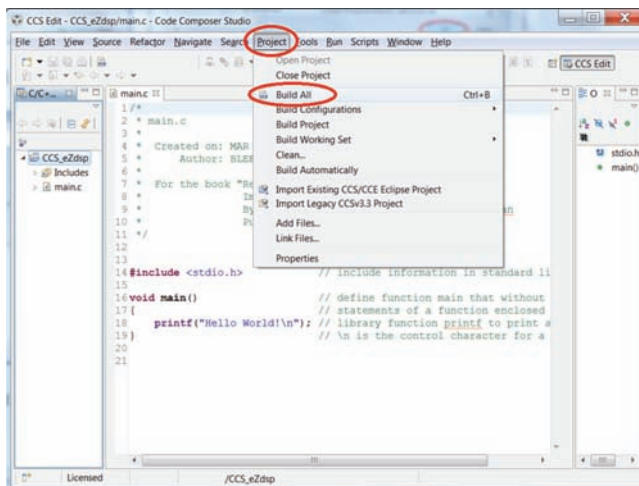 CCS Edit - CCS_eZdsp/main.c - Code Composer Studio
File Edit View Source Refactor Navigate Search Project Tools Run Scripts Window Help
Open Project
Close Project
Build All Ctrl+B
Build Configurations
Build Project
Build Working Set
Clean...
Build Automatically
Import Existing CCS/CCE Eclipse Project
Import Legacy CCSv3.3 Project
Add Files...
Link Files...
Properties
CCS Edit
C/C+...
CCS_eZdsp
Includes
main.c
main.c
1 /*
2 * main.c
3 *
4 * Created on: MAR
5 * Author: BLE
6 *
7 * For the book "Re
8 * Im
9 * By an
10 * Pu
11 */
12
13
14 #include <stdio.h> // include information in standard li
15
16 void main() // define function main that without
17 { // statements of a function enclosed
18 printf("Hello World!\n"); // library function printf to print a
19 } // \n is the control character for a
20
21
O
stdio.h
main()
Licensed
/CCS_eZdsp